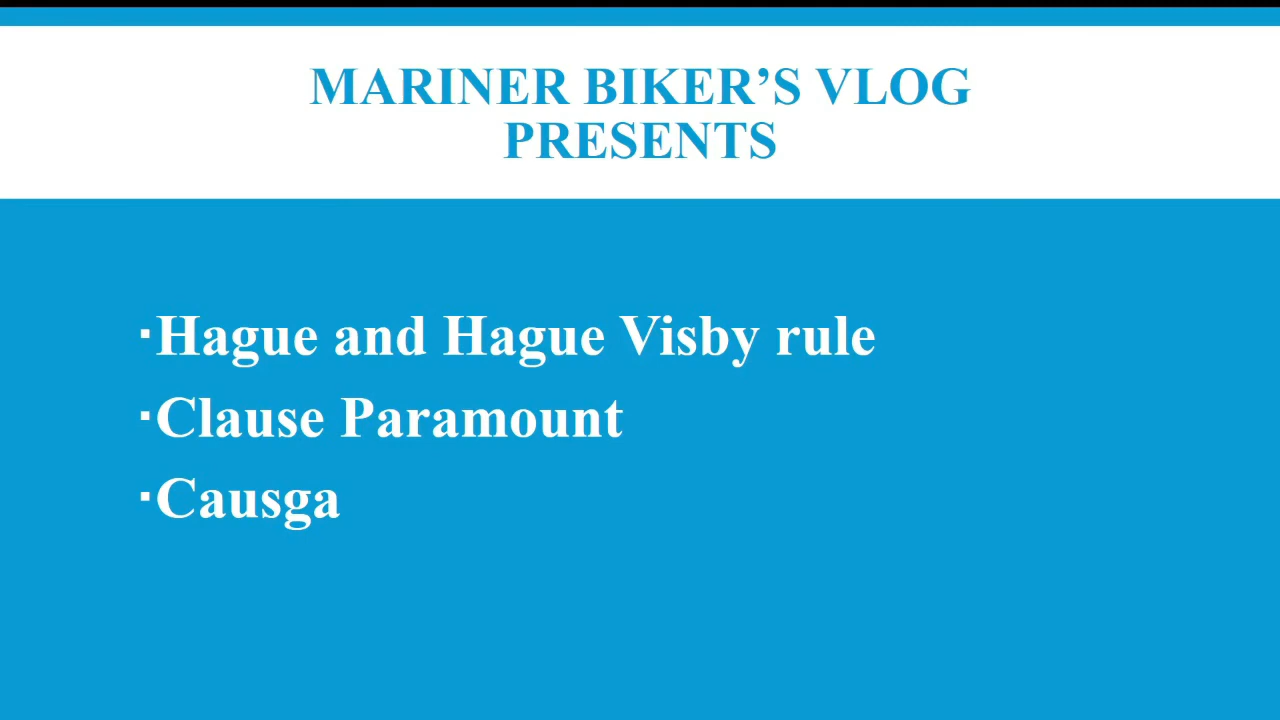 MARINER BIKER’S VLOG
PRESENTS
▪Hague and Hague Visby rule
▪Clause Paramount
▪Causga